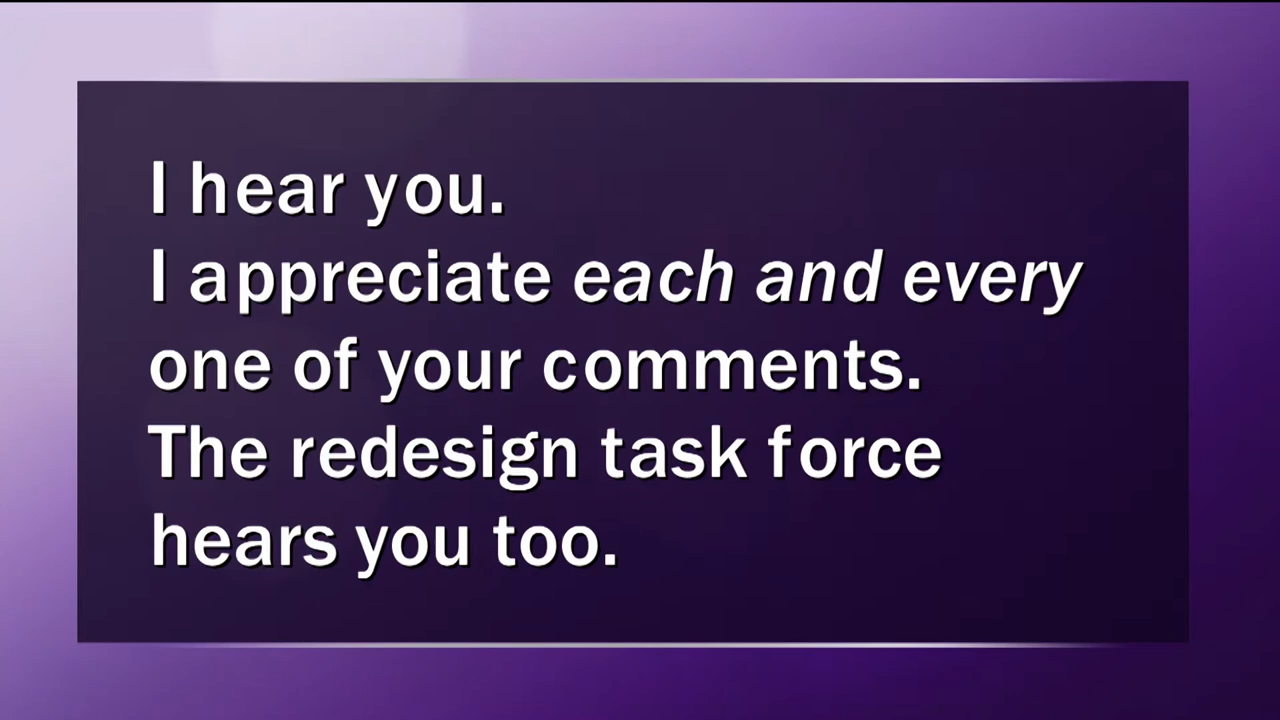 I hear you.
I appreciate each and every
one of your comments.
The redesign task force
hears you too.